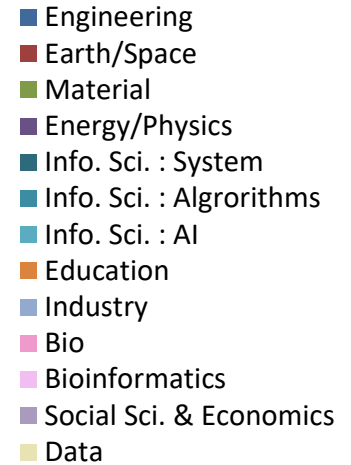 Engineering
Earth/Space
Material
Energy/Physics
Info. Sci. : System
Info. Sci. : Algrorithms
Info. Sci. : AI
Education
Industry
Bio
Bioinformatics
Social Sci. & Economics
Data